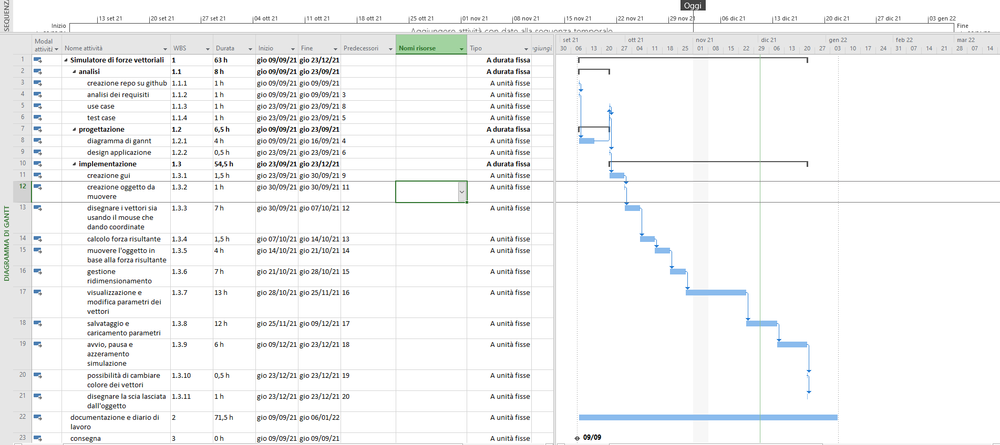 SEQUENZ
Oggi
13 set 21 20 set 21 27 set 21 04 ott 21 11 ott 21 18 ott 21 25 ott 21 01 nov 21 08 nov 21 15 nov 21 22 nov 21 29 nov 21 06 dic 21 13 dic 21 20 dic 21 27 dic 21 03 gen 22
Inizio
Fine
Aggiungere attività con date alla sequenza temporale
DIAGRAMMA DI GANTT
Modal
attività Nome attività WBS Durata Inizio Fine Predecessori Nomi risorse Tipo
set 21 ott 21 nov 21 dic 21 gen 22 feb 22 mar 22
30 06 13 20 27 04 11 18 25 01 08 15 22 29 06 13 20 27 03 10 17 24 31 07 14 21 28 07 14
1 Simulatore di forze vettoriali 1 63 h gio 09/09/21 gio 23/12/21 A durata fissa
2 analisi 1.1 8 h gio 09/09/21 gio 23/09/21 A durata fissa
3 creazione repo su github 1.1.1 1 h gio 09/09/21 gio 09/09/21 A unità fisse
4 analisi dei requisiti 1.1.2 1 h gio 09/09/21 gio 09/09/21 3 A unità fisse
5 use case 1.1.3 1 h gio 23/09/21 gio 23/09/21 8 A unità fisse
6 test case 1.1.4 1 h gio 23/09/21 gio 23/09/21 5 A unità fisse
7 progettazione 1.2 6,5 h gio 09/09/21 gio 23/09/21 A durata fissa
8 diagramma di gannt 1.2.1 4 h gio 09/09/21 gio 16/09/21 4 A unità fisse
9 design applicazione 1.2.2 0,5 h gio 23/09/21 gio 23/09/21 6 A unità fisse
10 implementazione 1.3 54,5 h gio 23/09/21 gio 23/12/21 A durata fissa
11 creazione gui 1.3.1 1,5 h gio 23/09/21 gio 30/09/21 9 A unità fisse
12 creazione oggetto da 1.3.2 1 h gio 30/09/21 gio 30/09/21 11 A unità fisse
muovere
13 disegnare i vettori sia 1.3.3 7 h gio 30/09/21 gio 07/10/21 12 A unità fisse
usando il mouse che
dando coordinate
14 calcolo forza risultante 1.3.4 1,5 h gio 07/10/21 gio 14/10/21 13 A unità fisse
15 muovere l'oggetto in 1.3.5 4 h gio 14/10/21 gio 21/10/21 14 A unità fisse
base alla forza risultante
16 gestione 1.3.6 7 h gio 21/10/21 gio 28/10/21 15 A unità fisse
ridimensionamento
17 visualizzazione e 1.3.7 13 h gio 28/10/21 gio 25/11/21 16 A unità fisse
modifica parametri dei
vettori
18 salvataggio e 1.3.8 12 h gio 25/11/21 gio 09/12/21 17 A unità fisse
caricamento parametri
19 avvio, pausa e 1.3.9 6 h gio 09/12/21 gio 23/12/21 18 A unità fisse
azzeramento
simulazione
20 possibilità di cambiare 1.3.10 0,5 h gio 23/12/21 gio 23/12/21 19 A unità fisse
colore dei vettori
21 disegnare la scia lasciata 1.3.11 1 h gio 23/12/21 gio 23/12/21 20 A unità fisse
dall'oggetto
22 documentazione e diario di 2 71,5 h gio 09/09/21 gio 06/01/22 A unità fisse
lavoro
23 consegna 3 0 h gio 09/09/21 gio 09/09/21 A unità fisse 09/09